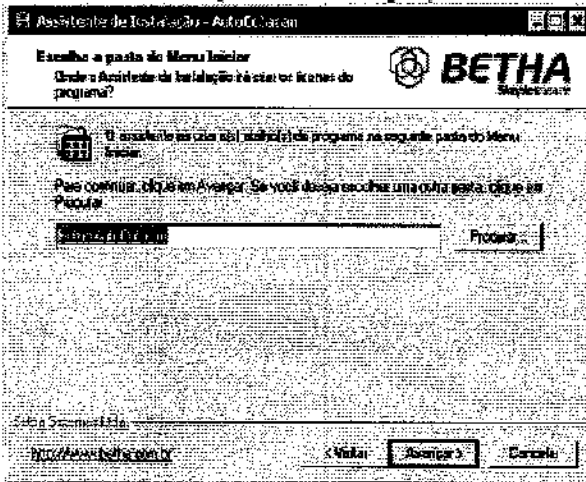 Assistente de Instalação - AutoCotacao
Escolha a pasta do Menu Iniciar
Onde o Assistente de Instalação irá criar os ícones do
programa?
BETHA
O assistente irá criar o(s) atalho(s) do programa na seguinte pasta do Menu
Iniciar.
Para continuar, clique em Avançar. Se você deseja escolher uma outra pasta, clique em
Procurar.
Procurar...
Betha Sistemas Ltda.
http://www.betha.com.br
< Voltar
Avançar >
Cancelar